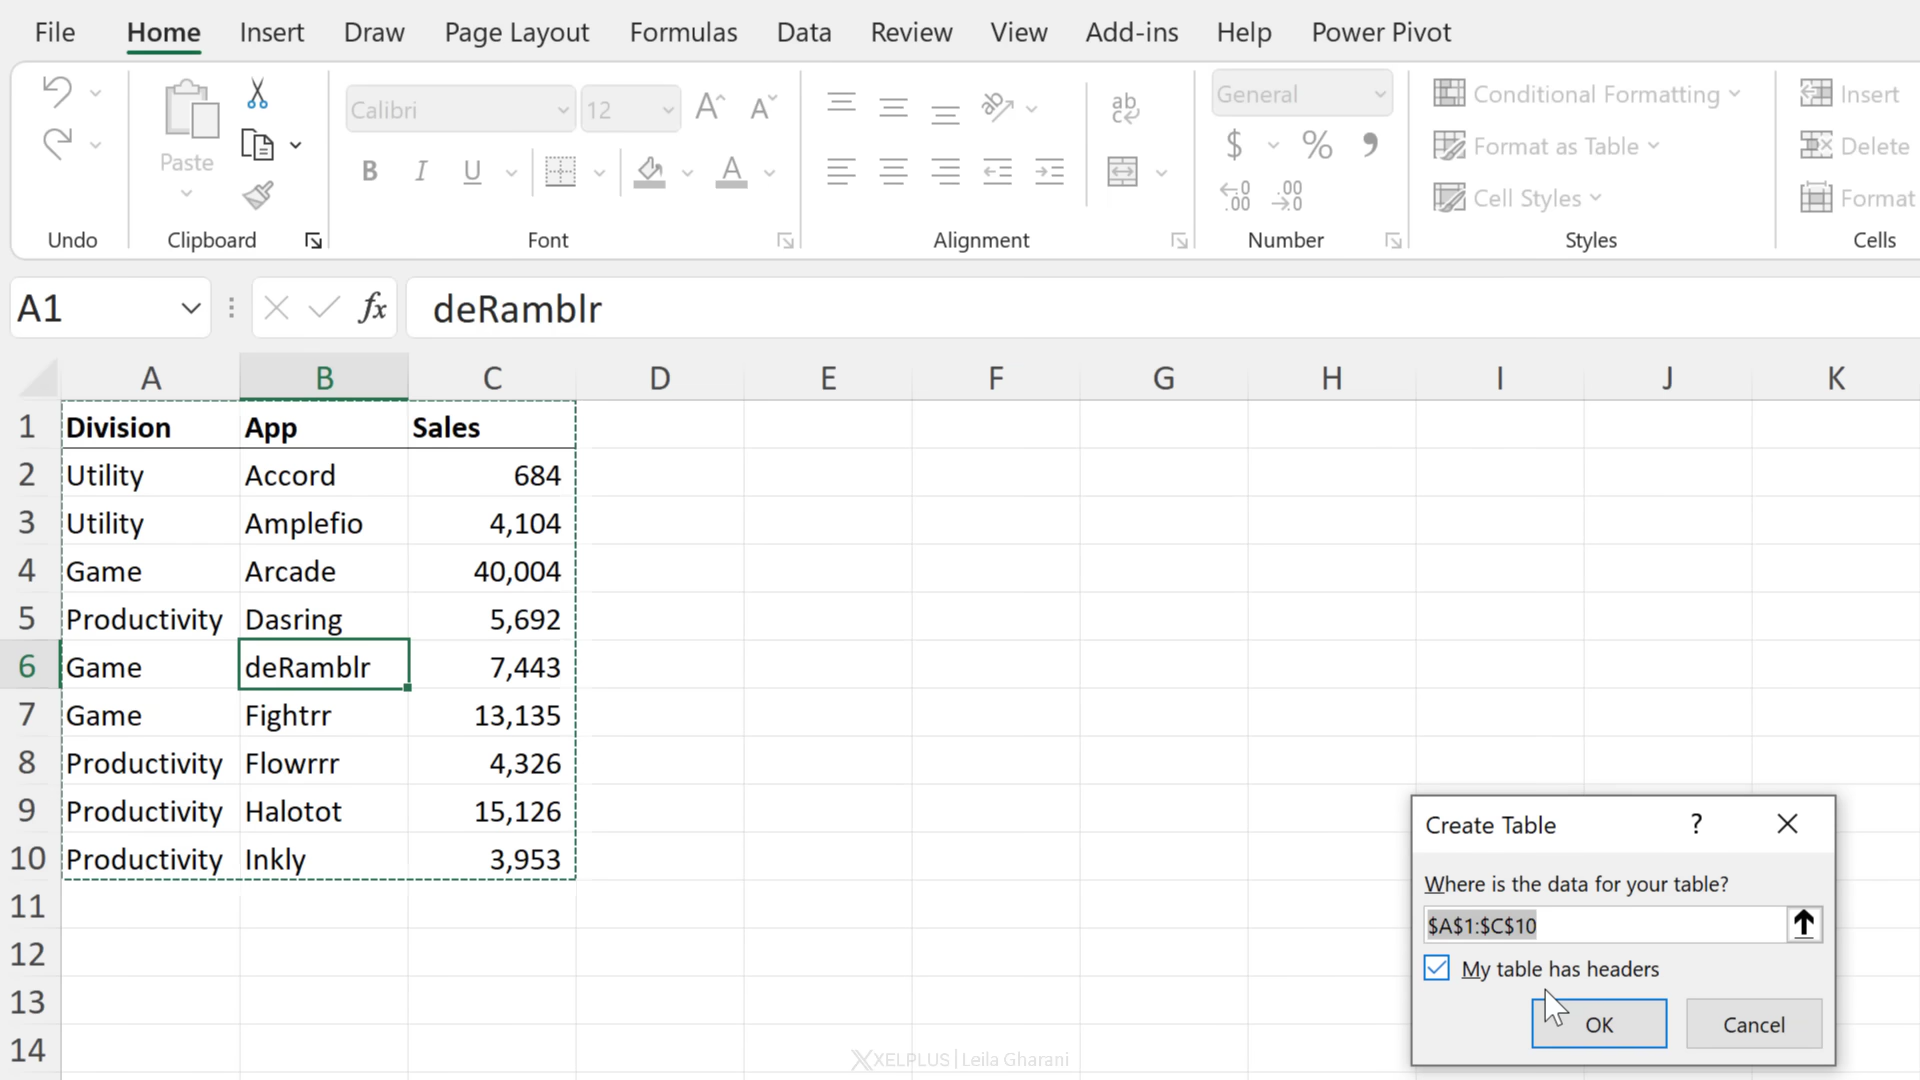 File Home Insert Draw Page Layout Formulas Data Review View Add-ins Help Power Pivot
Calibri 12 General Conditional Formatting Insert
Paste B I U A $ % Format as Table Delete
Cell Styles Format
Undo Clipboard Font Alignment Number Styles Cells
A1 fx deRamblr
A B C D E F G H I J K
1 Division App Sales
2 Utility Accord 684
3 Utility Amplefio 4,104
4 Game Arcade 40,004
5 Productivity Dasring 5,692
6 Game deRamblr 7,443
7 Game Fightrr 13,135
8 Productivity Flowrrr 4,326
9 Productivity Halotot 15,126
10 Productivity Inkly 3,953
11
12
13
14
Create Table ?
Where is the data for your table?
$A$1:$C$10
My table has headers
OK Cancel
XELPLUS | Leila Gharani